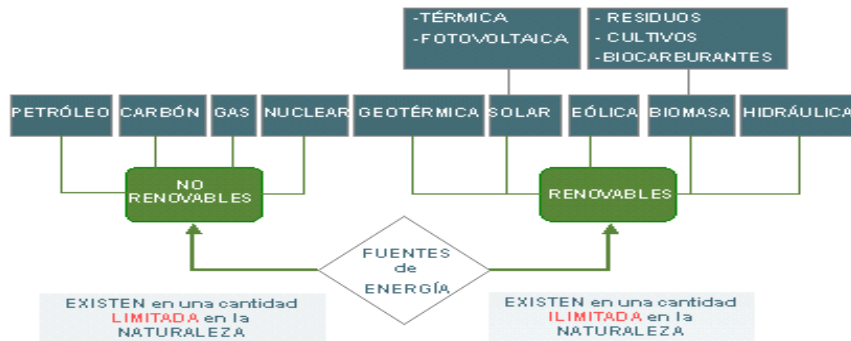 -TÉRMICA
-FOTOVOLTAICA
- RESIDUOS
- CULTIVOS
-BIOCARBURANTES
PETRÓLEO
CARBÓN
GAS
NUCLEAR
GEOTÉRMICA
SOLAR
EÓLICA
BIOMASA
HIDRÁULICA
NO
RENOVABLES
RENOVABLES
FUENTES
de
ENERGÍA
EXISTEN en una cantidad
LIMITADA en la
NATURALEZA
EXISTEN en una cantidad
ILIMITADA en la
NATURALEZA